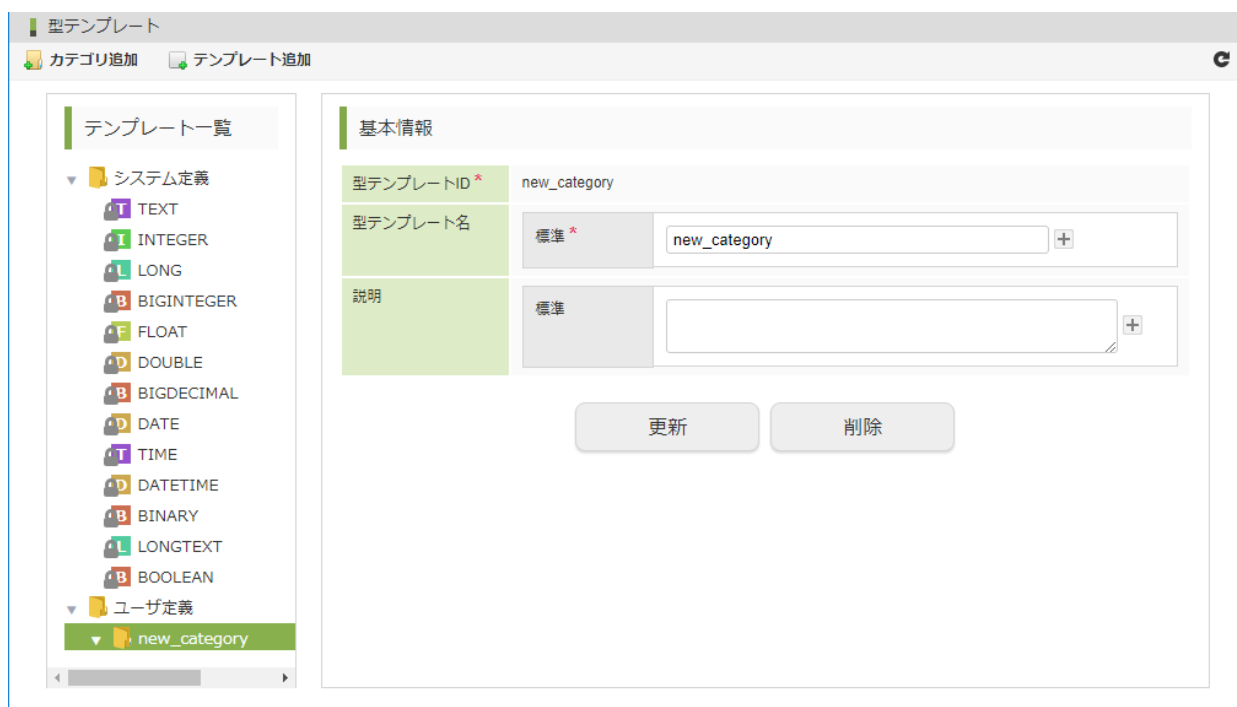 型テンプレート
カテゴリ追加 テンプレート追加
テンプレート一覧
システム定義
T TEXT
I INTEGER
L LONG
B BIGINTEGER
F FLOAT
D DOUBLE
B BIGDECIMAL
D DATE
T TIME
D DATETIME
B BINARY
L LONGTEXT
B BOOLEAN
ユーザ定義
new_category
基本情報
型テンプレートID * new_category
型テンプレート名 標準 * new_category
説明 標準
更新 削除